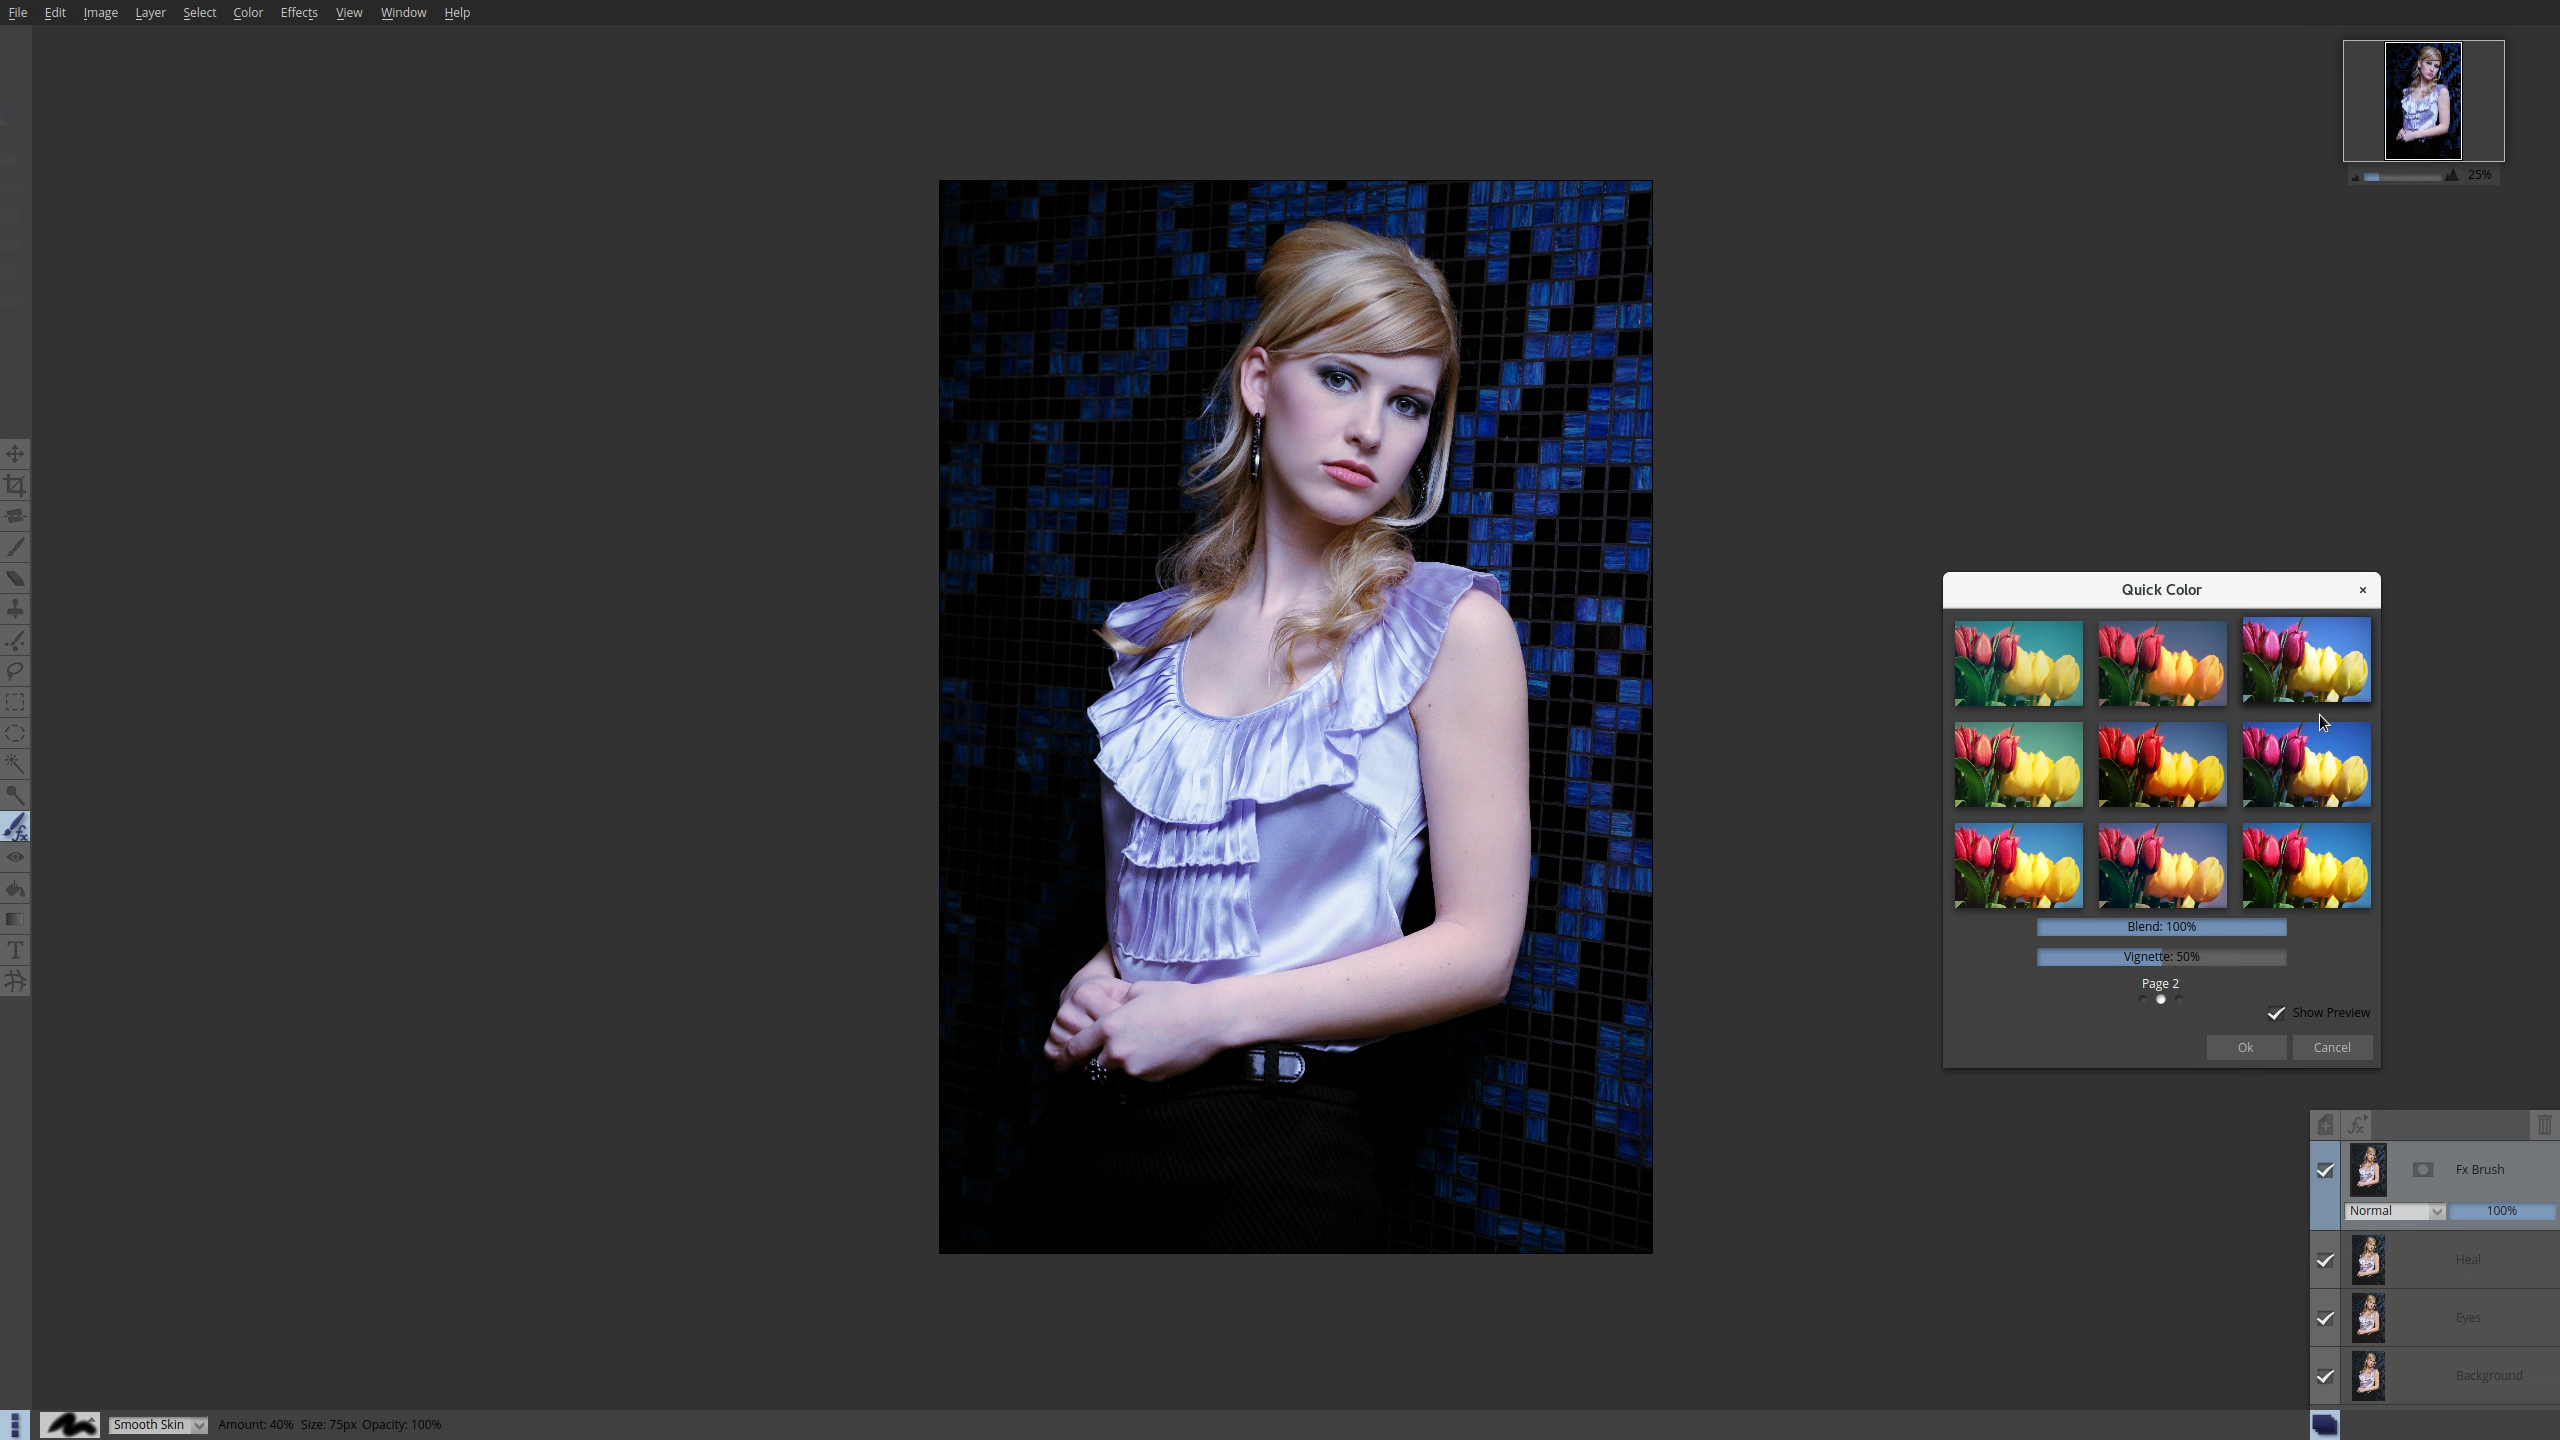 File Edit Image Layer Select Color Effects View Window Help
25%
Quick Color
Blend: 100%
Vignette: 50%
Page 2
Show Preview
Ok Cancel
Fx Brush
Normal 100%
Heal
Eyes
Background
Smooth Skin Amount: 40% Size: 75px Opacity: 100%